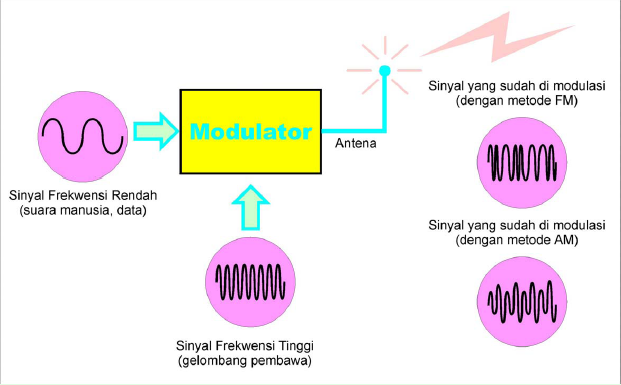 Sinyal yang sudah di modulasi
(dengan metode FM)
Modulator
Antena
Sinyal Frekwensi Rendah
(suara manusia, data)
Sinyal yang sudah di modulasi
(dengan metode AM)
Sinyal Frekwensi Tinggi
(gelombang pembawa)